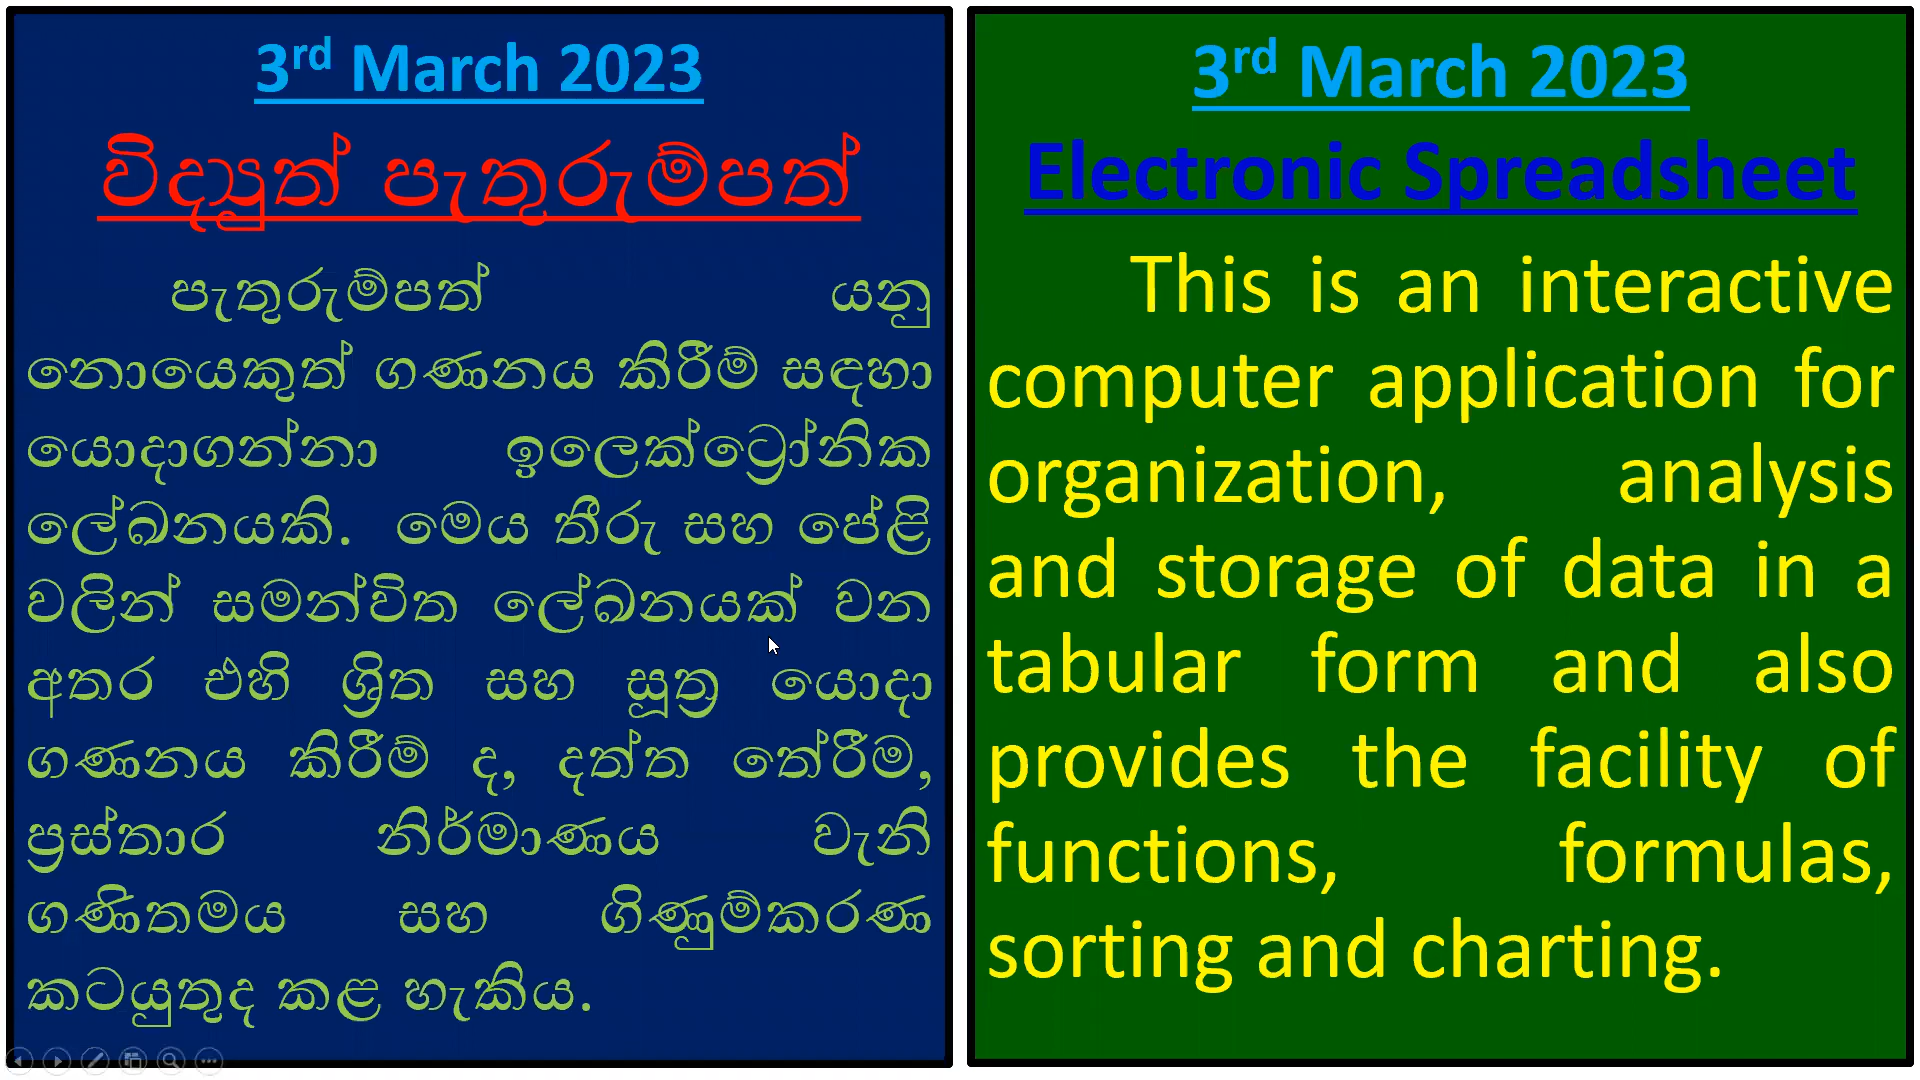 3rd March 2023
විද්‍යුත් පැතුරුම්පත්
පැතුරුම්පත් යනු
නොයෙකුත් ගණනය කිරීම් සඳහා
යොදාගන්නා ඉලෙක්ට්‍රෝනික
ලේඛනයකි. මෙය තීරු සහ පේළි
වලින් සමන්විත ලේඛනයක් වන
අතර එහි ශ්‍රිත සහ සූත්‍ර යොදා
ගණනය කිරීම් ද, දත්ත තේරීම,
ප්‍රස්තාර නිර්මාණය වැනි
ගණිතමය සහ ගිණුම්කරණ
කටයුතුද කළ හැකිය.
3rd March 2023
Electronic Spreadsheet
This is an interactive
computer application for
organization, analysis
and storage of data in a
tabular form and also
provides the facility of
functions, formulas,
sorting and charting.